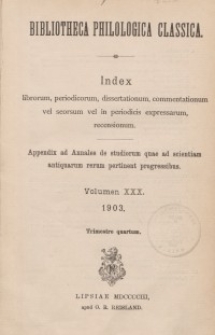 BIBLIOTHECA PHILOLOGICA CLASSICA.
Index
librorum, periodicorum, dissertationum, commentationum
vel seorsum vel in periodicis expressarum,
recensionum.
Appendix ad Annales de studiorum quae ad scientiam
antiquarum rerum pertinent progressibus.
Volumen XXX.
1903.
Trimestre quartum.
LIPSIAE MDCCCCIII,
apud O. R. REISLAND.